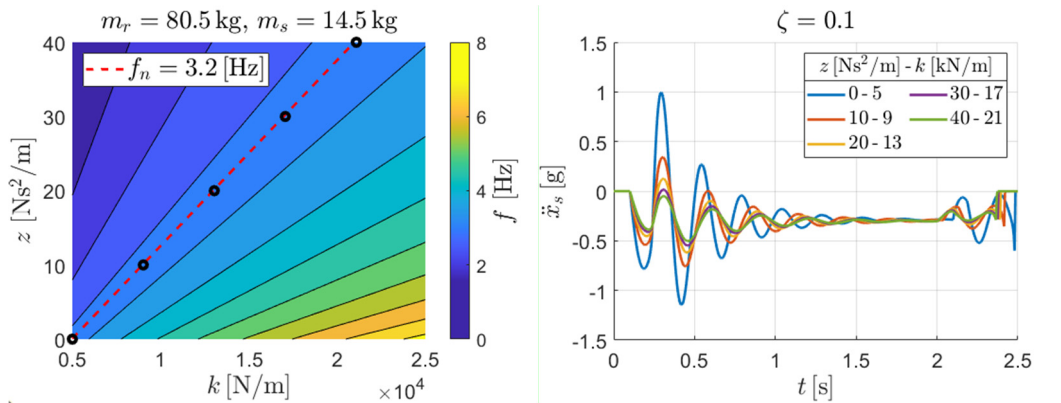 m_r = 80.5 kg, m_s = 14.5 kg
40
30
20
10
0
z [Ns²/m]
f_n = 3.2 [Hz]
0.5
1
1.5
2
2.5
×10⁴
k [N/m]
8
6
4
2
0
f [Hz]
ζ = 0.1
1.5
1
0.5
0
-0.5
-1
-1.5
ẍ_s [g]
z [Ns²/m] - k [kN/m]
0 - 5
30 - 17
10 - 9
40 - 21
20 - 13
0
0.5
1
1.5
2
2.5
t [s]